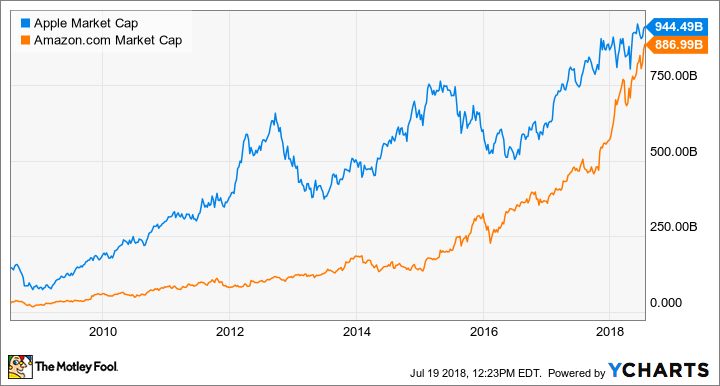 Apple Market Cap
Amazon.com Market Cap
944.49B
886.99B
750.00B
500.00B
250.00B
0.000
2010 2012 2014 2016 2018
The Motley Fool.
Jul 19 2018, 12:23PM EDT. Powered by YCHARTS